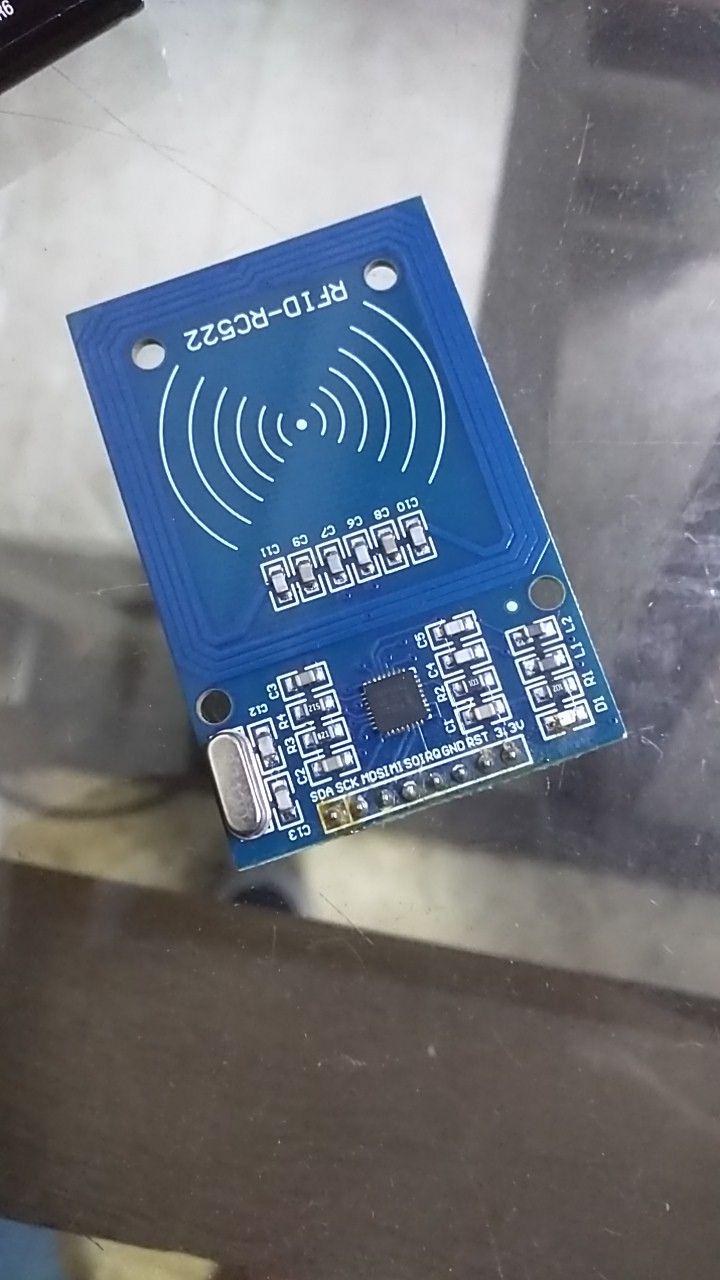 RFID-RC522
C11 C9 C7 C6 C8 C10
C5
C4
R2
C1
L2
L1
R1
D1
C3
R4
R3
C2
C12
C13
SDA SCK MOSI MISO IRQ GND RST 3.3V